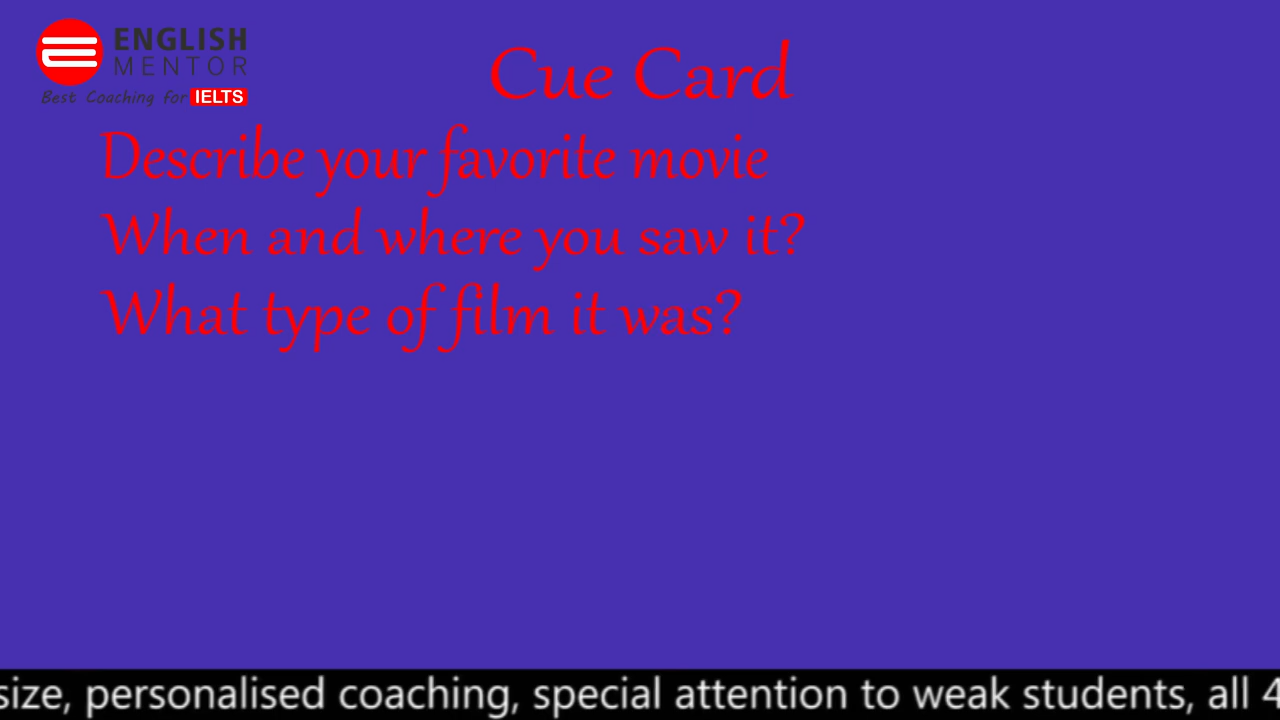 ENGLISH
MENTOR
Best Coaching for IELTS
Cue Card
Describe your favorite movie
When and where you saw it?
What type of film it was?
size, personalised coaching, special attention to weak students, all 4